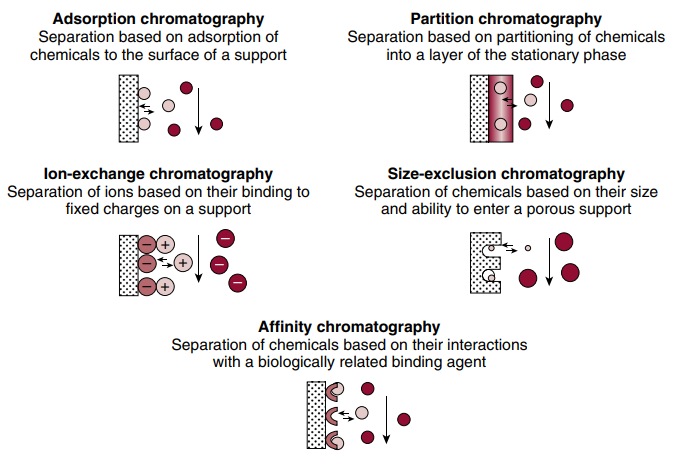 Adsorption chromatography
Separation based on adsorption of
chemicals to the surface of a support
Partition chromatography
Separation based on partitioning of chemicals
into a layer of the stationary phase
Ion-exchange chromatography
Separation of ions based on their binding to
fixed charges on a support
− +
− +
− +
−
−
−
Size-exclusion chromatography
Separation of chemicals based on their size
and ability to enter a porous support
Affinity chromatography
Separation of chemicals based on their interactions
with a biologically related binding agent